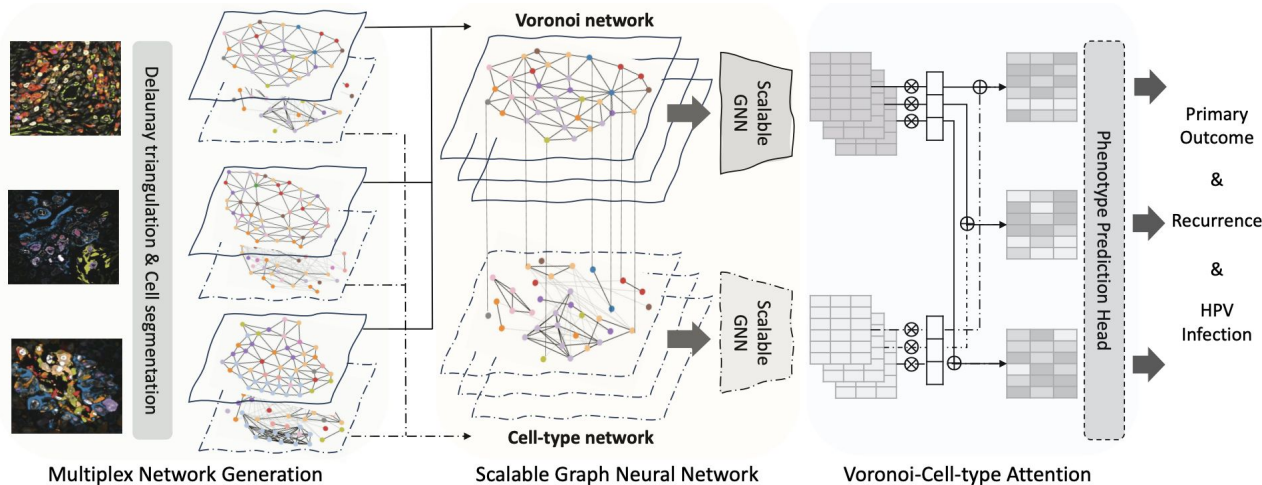 Delaunay triangulation & Cell segmentation
Multiplex Network Generation
Voronoi network
Scalable
GNN
Scalable
GNN
Cell-type network
Scalable Graph Neural Network
Phenotype Prediction Head
Voronoi-Cell-type Attention
Primary
Outcome
&
Recurrence
&
HPV
Infection